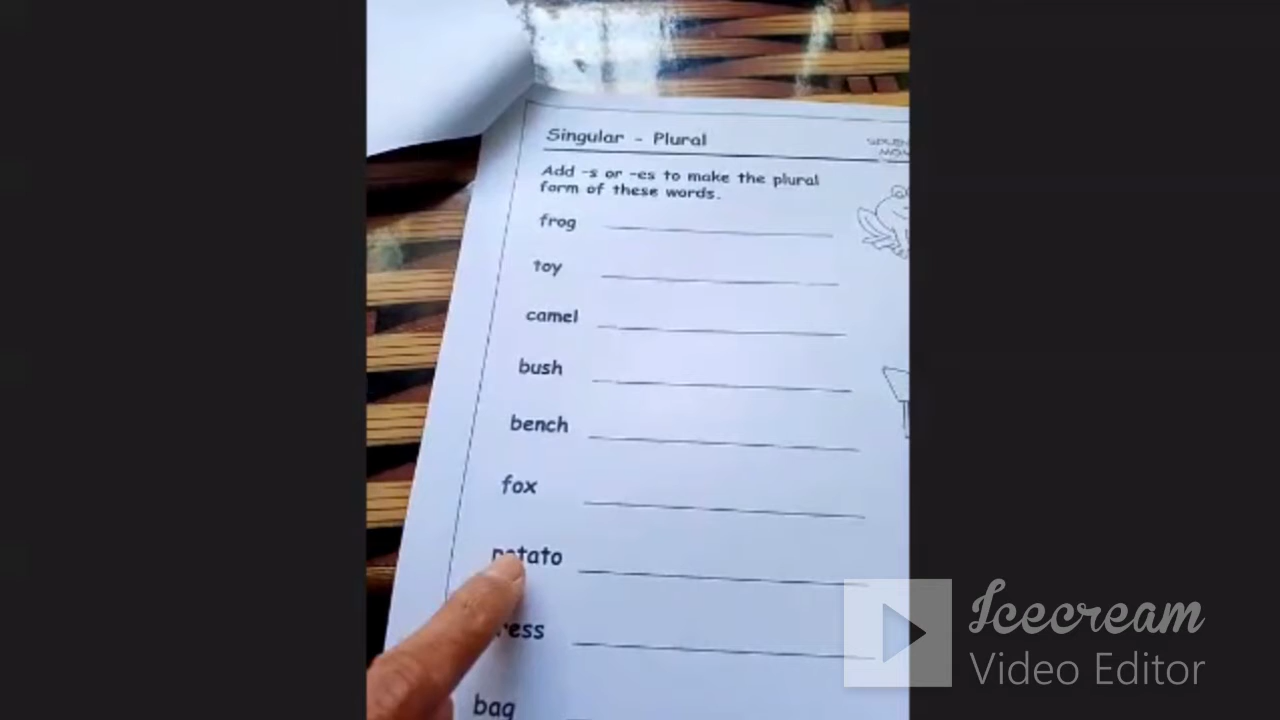 Singular - Plural
Add -s or -es to make the plural
form of these words.
frog
toy
camel
bush
bench
fox
potato
bag
Icecream
Video Editor